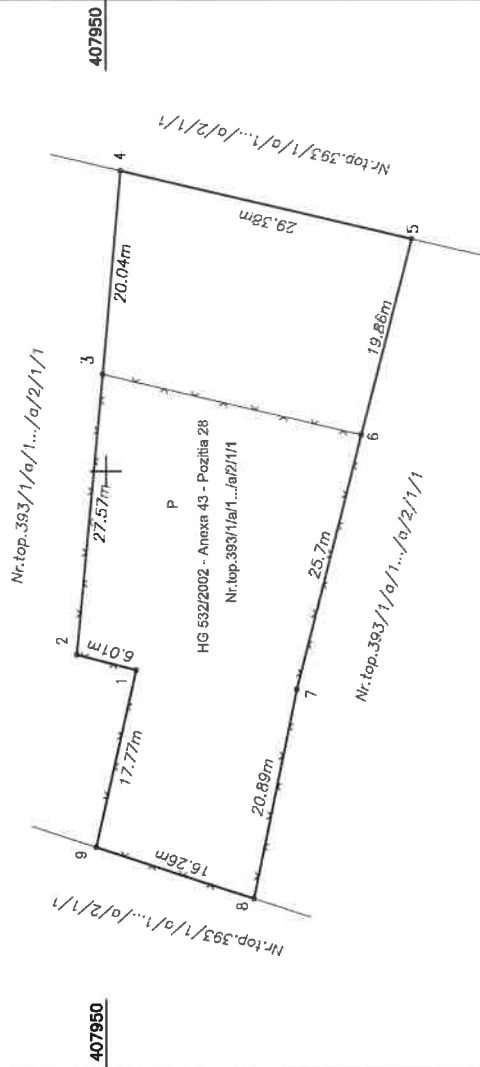 407950
Nr.top.393/1/a/1.../a/2/1/1
4
20.04m
29.38m
5
3
19.86m
Nr.top.393/1/a/1.../a/2/1/1
27.57m
6
P
HG 532/2002 - Anexa 43 - Pozitia 28
Nr.top.393/1/a/1.../a/2/1/1
25.7m
Nr.top.393/1/a/1.../a/2/1/1
2
6.01m
1
7
17.77m
20.89m
9
16.26m
8
Nr.top.393/1/a/1.../a/2/1/1
407950